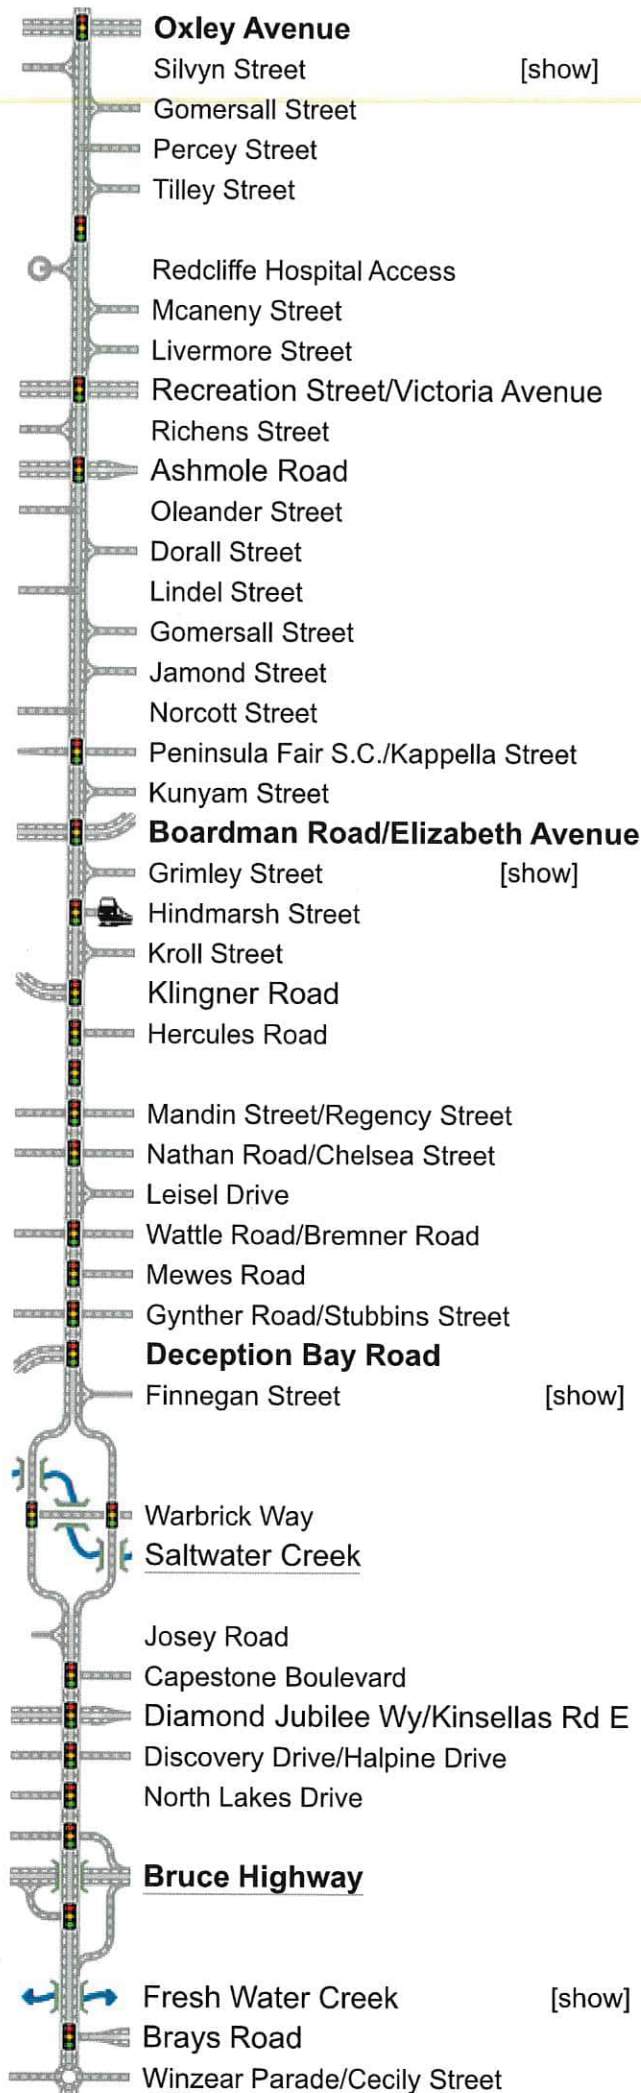 Oxley Avenue
Silvyn Street [show]
Gomersall Street
Percey Street
Tilley Street
Redcliffe Hospital Access
Mcaneny Street
Livermore Street
Recreation Street/Victoria Avenue
Richens Street
Ashmole Road
Oleander Street
Dorall Street
Lindel Street
Gomersall Street
Jamond Street
Norcott Street
Peninsula Fair S.C./Kappella Street
Kunyam Street
Boardman Road/Elizabeth Avenue
Grimley Street [show]
Hindmarsh Street
Kroll Street
Klingner Road
Hercules Road
Mandin Street/Regency Street
Nathan Road/Chelsea Street
Leisel Drive
Wattle Road/Bremner Road
Mewes Road
Gynther Road/Stubbins Street
Deception Bay Road
Finnegan Street [show]
Warbrick Way
Saltwater Creek
Josey Road
Capestone Boulevard
Diamond Jubilee Wy/Kinsellas Rd E
Discovery Drive/Halpine Drive
North Lakes Drive
Bruce Highway
Fresh Water Creek [show]
Brays Road
Winzear Parade/Cecily Street